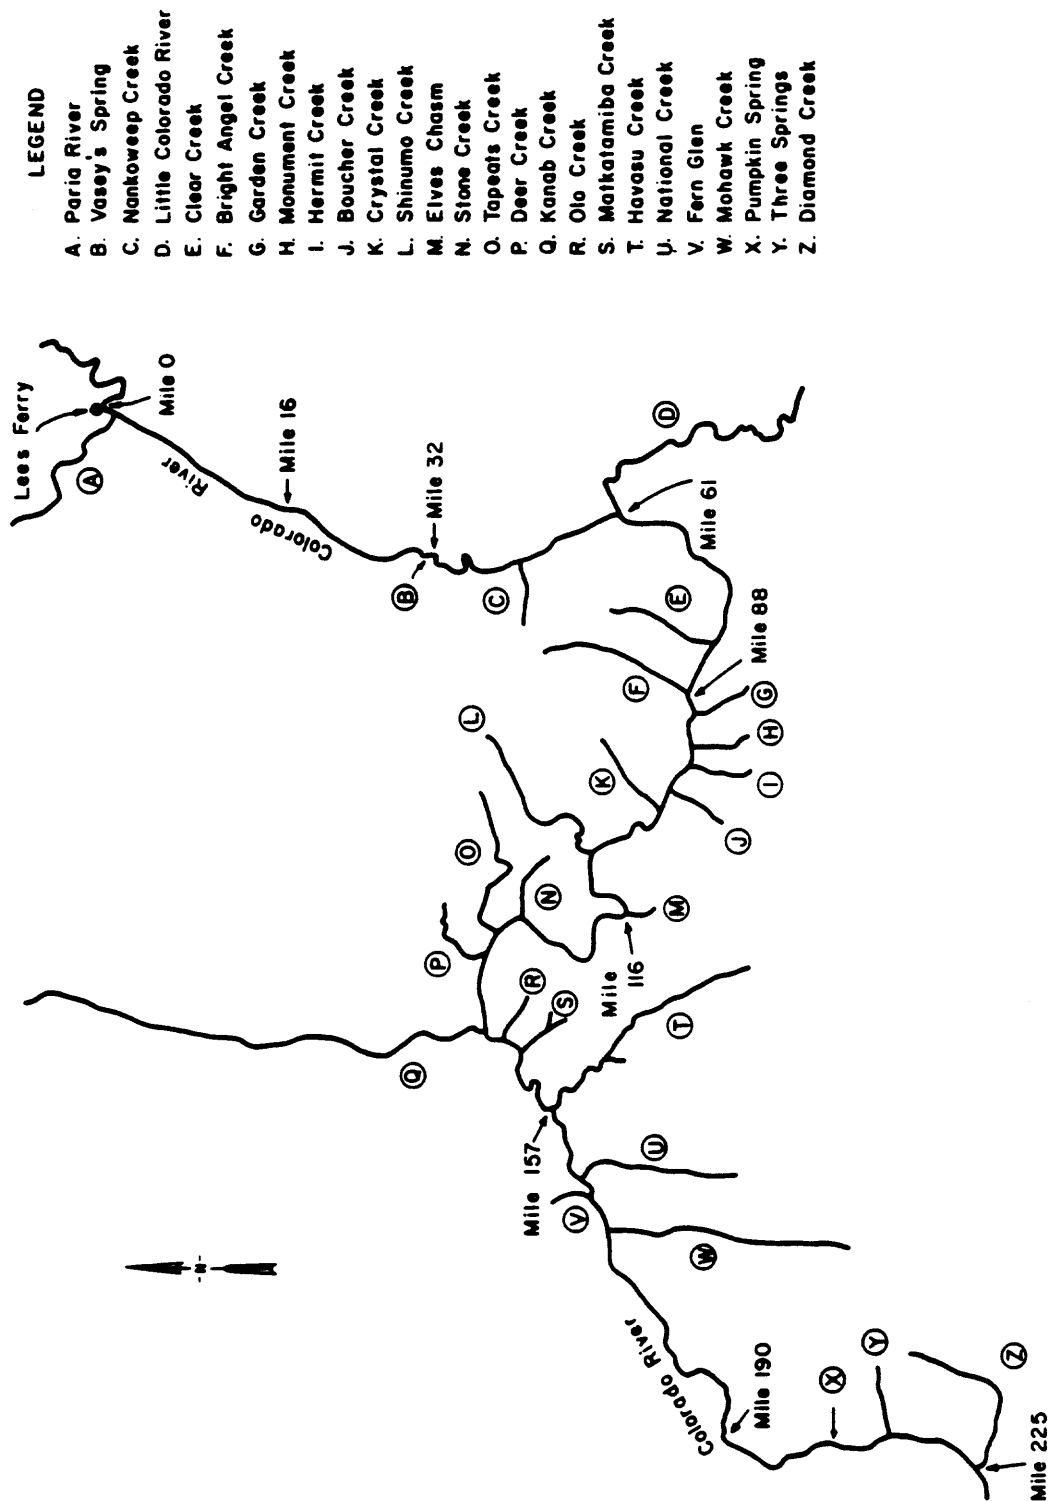 LEGEND
A. Paria River
B. Vasey's Spring
C. Nankoweep Creek
D. Little Colorado River
E. Clear Creek
F. Bright Angel Creek
G. Garden Creek
H. Monument Creek
I. Hermit Creek
J. Boucher Creek
K. Crystal Creek
L. Shinumo Creek
M. Elves Chasm
N. Stone Creek
O. Tapeats Creek
P. Deer Creek
Q. Kanab Creek
R. Olo Creek
S. Matkatamiba Creek
T. Havasu Creek
U. National Creek
V. Fern Glen
W. Mohawk Creek
X. Pumpkin Spring
Y. Three Springs
Z. Diamond Creek
Lees Ferry
Mile 0
A
River
Mile 16
Colorado
Mile 32
B
C
D
Mile 61
E
Mile 88
F
G
H
I
J
K
L
M
Mile
116
N
O
P
Q
R
S
T
Mile 157
U
V
W
-N-
Colorado River
Mile 190
X
Y
Z
Mile 225